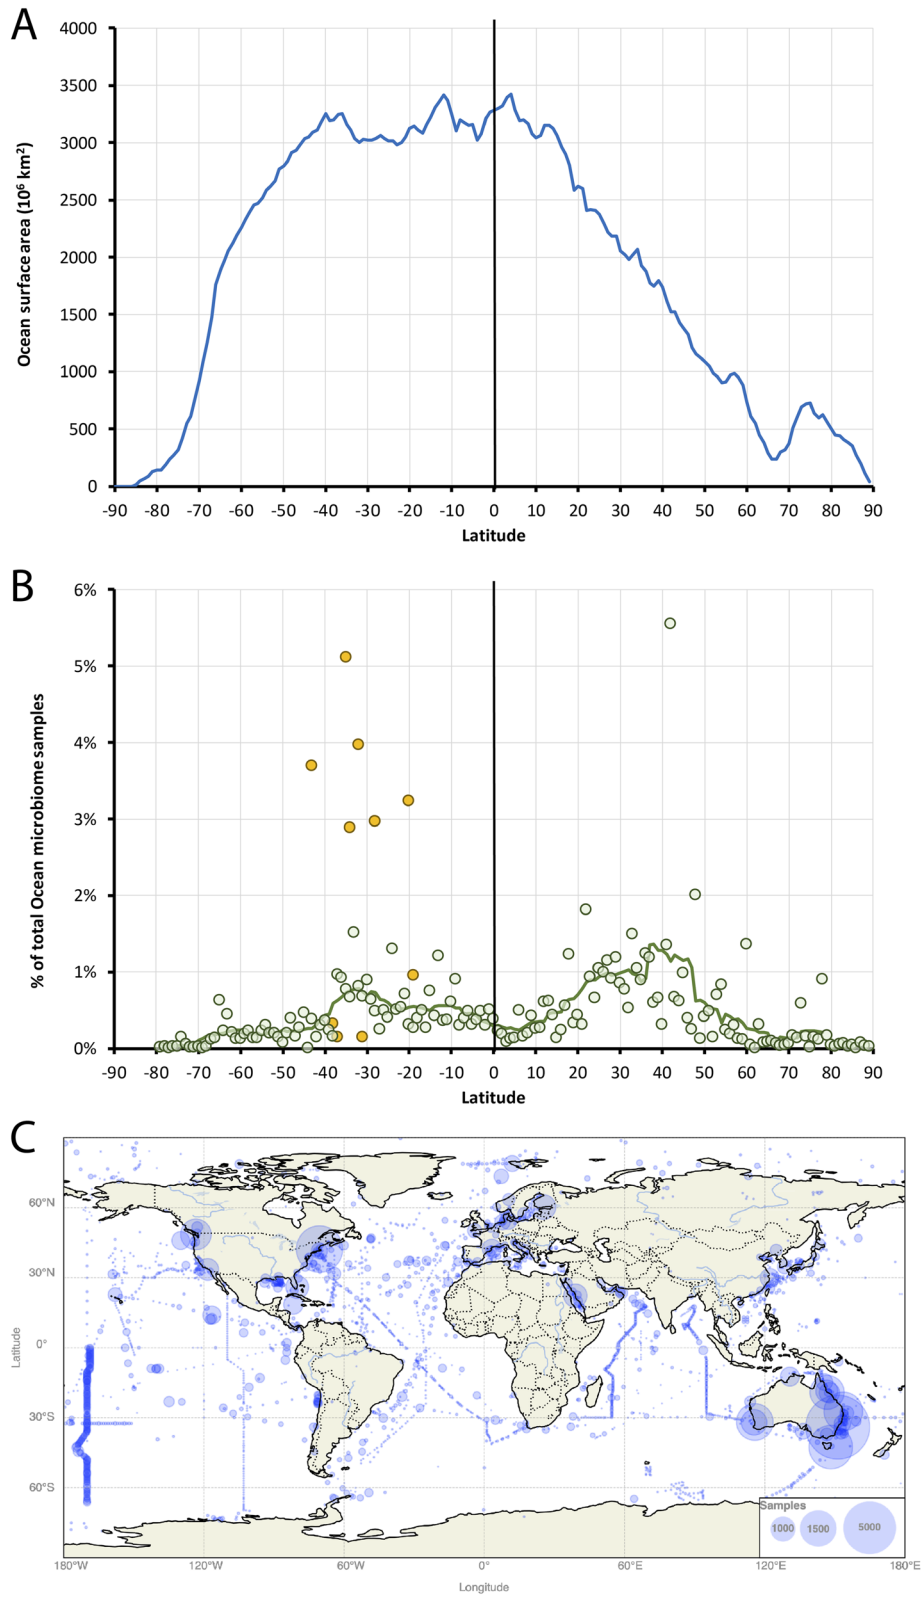 A
4000
3500
3000
2500
2000
1500
1000
500
0
Ocean surface area (10⁶ km²)
-90 -80 -70 -60 -50 -40 -30 -20 -10 0 10 20 30 40 50 60 70 80 90
Latitude
B
6%
5%
4%
3%
2%
1%
0%
% of total Ocean microbiome samples
-90 -80 -70 -60 -50 -40 -30 -20 -10 0 10 20 30 40 50 60 70 80 90
Latitude
C
60°N
30°N
0°
30°S
60°S
Latitude
Samples
1000 1500 5000
180°W 120°W 60°W 0° 60°E 120°E 180°E
Longitude